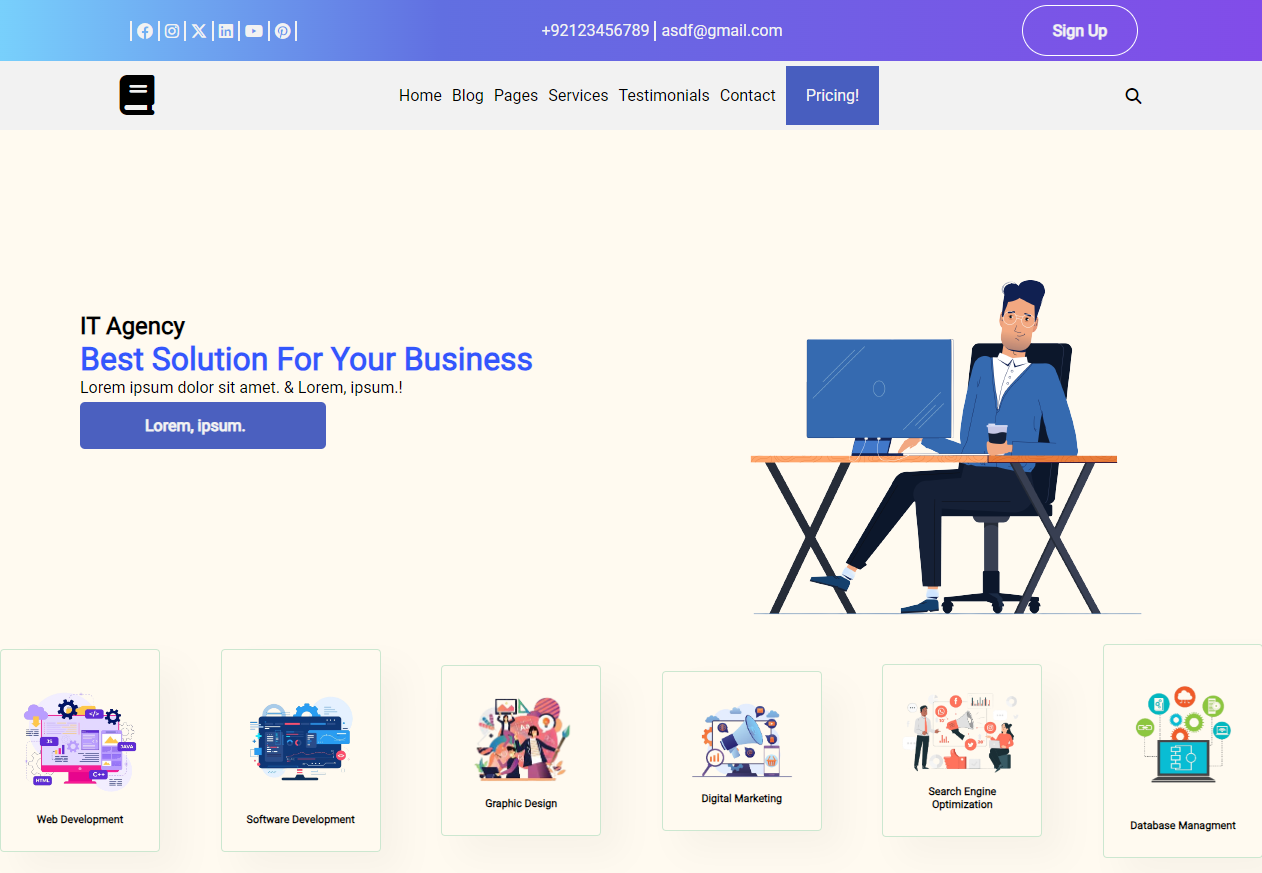 +92123456789 asdf@gmail.com
Sign Up
Home Blog Pages Services Testimonials Contact Pricing!
IT Agency
Best Solution For Your Business
Lorem ipsum dolor sit amet. & Lorem, ipsum.!
Lorem, ipsum.
JS
</>
JAVA
C++
HTML
Web Development
Software Development
Graphic Design
Digital Marketing
Search Engine
Optimization
Database Managment